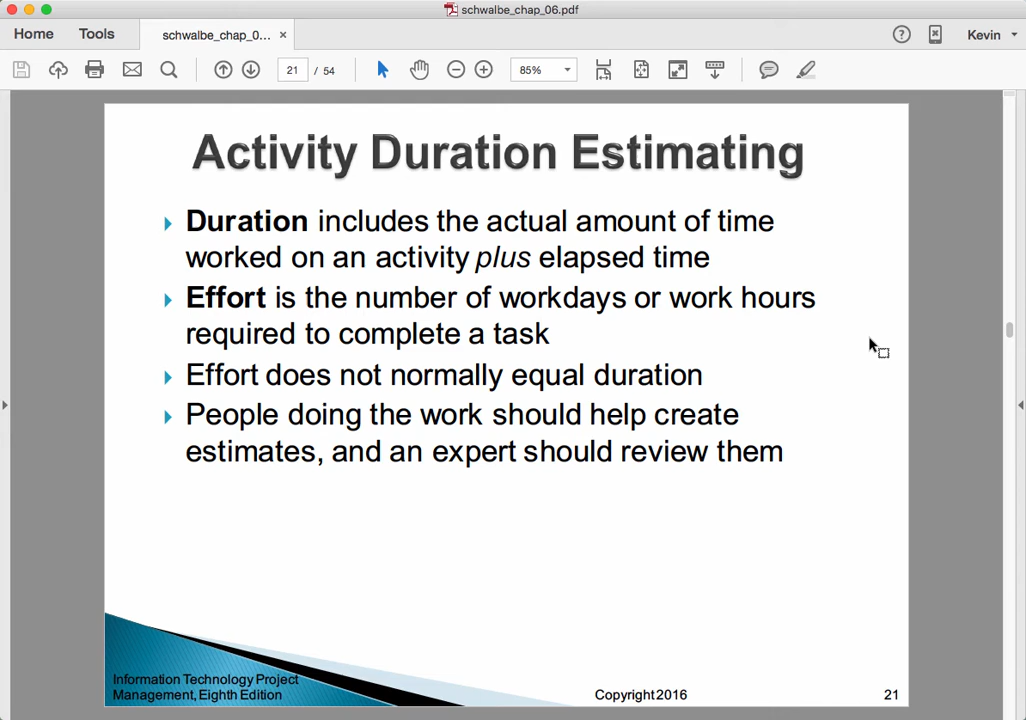 schwalbe_chap_06.pdf
Home Tools schwalbe_chap_0... × Kevin
21 / 54 85%
Activity Duration Estimating
Duration includes the actual amount of time
worked on an activity plus elapsed time
Effort is the number of workdays or work hours
required to complete a task
Effort does not normally equal duration
People doing the work should help create
estimates, and an expert should review them
Information Technology Project
Management, Eighth Edition
Copyright2016
21